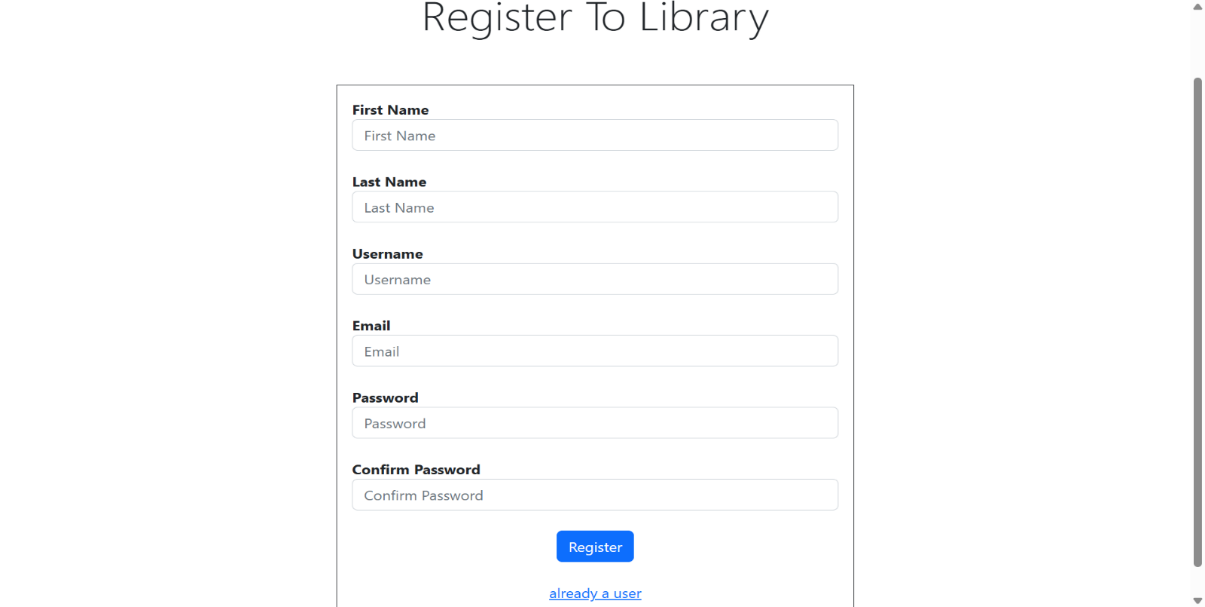 Register To Library
First Name
First Name
Last Name
Last Name
Username
Username
Email
Email
Password
Password
Confirm Password
Confirm Password
Register
already a user